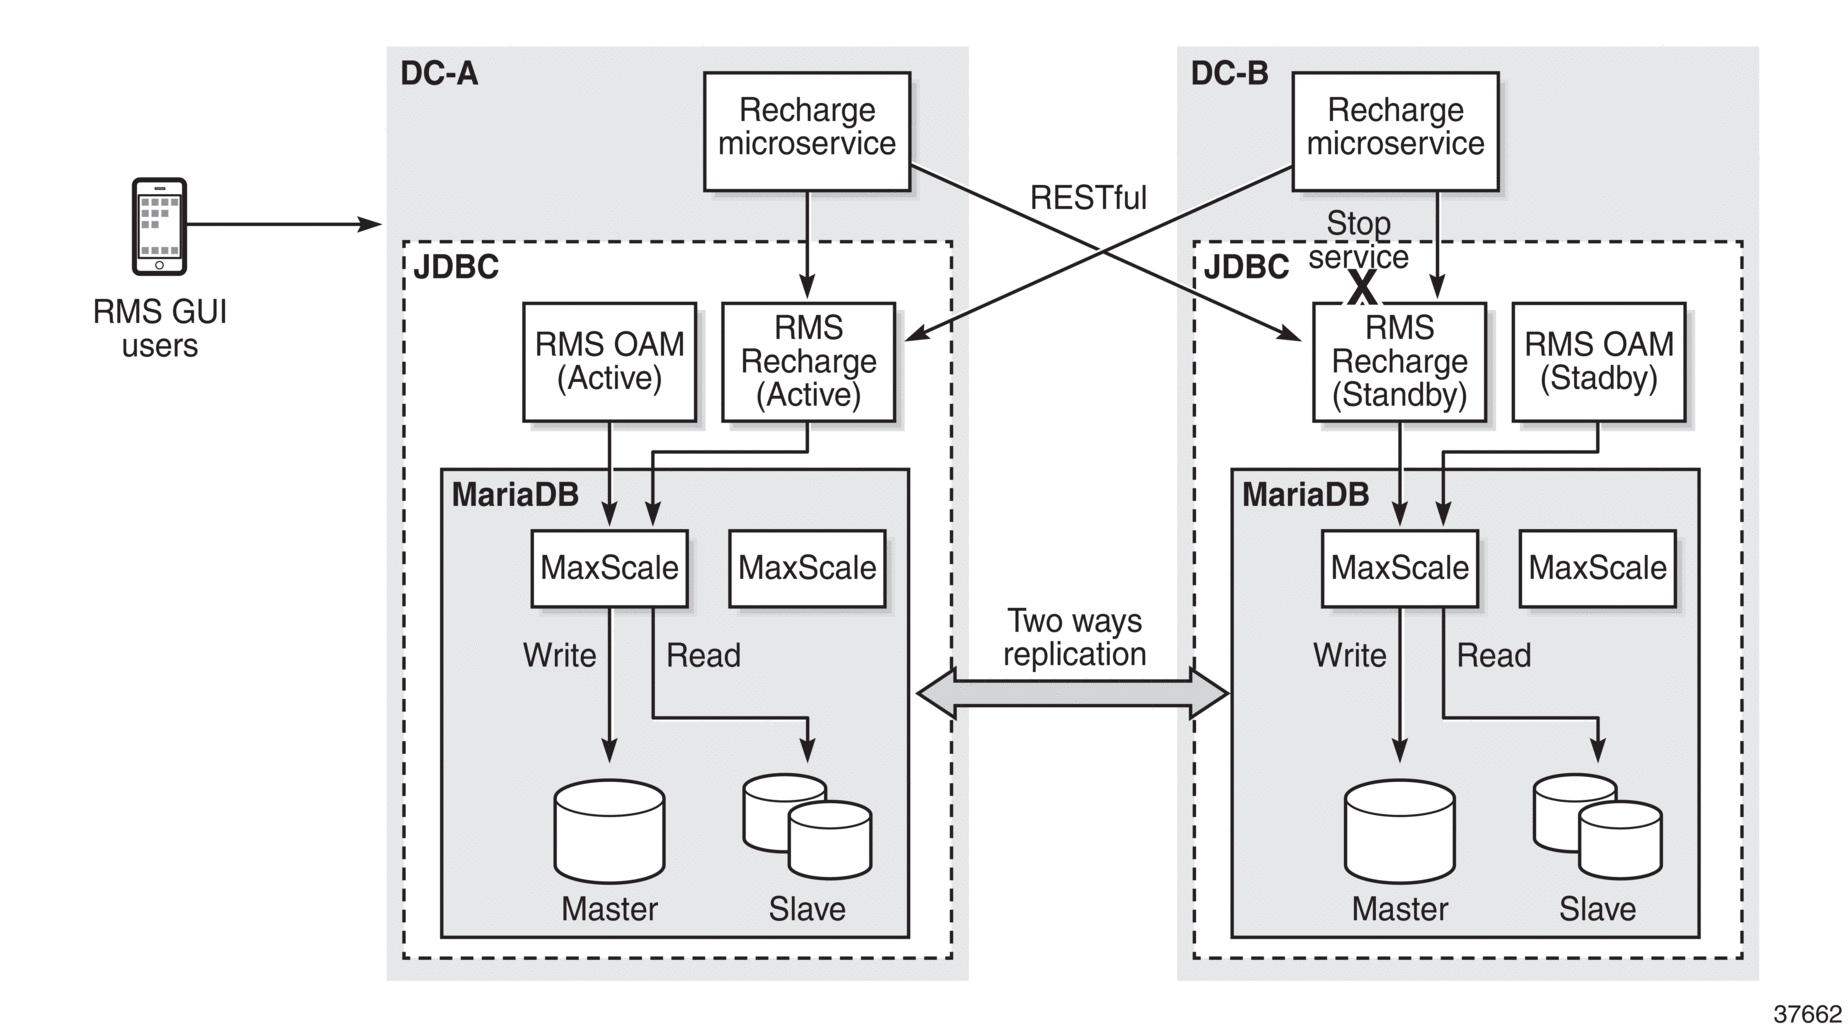 DC-A
Recharge
microservice
DC-B
Recharge
microservice
RESTful
Stop
service
X
RMS GUI
users
JDBC
RMS OAM
(Active)
RMS
Recharge
(Active)
JDBC
RMS
Recharge
(Standby)
RMS OAM
(Stadby)
MariaDB
MaxScale
MaxScale
Write
Read
Master
Slave
Two ways
replication
MariaDB
MaxScale
MaxScale
Write
Read
Master
Slave
37662